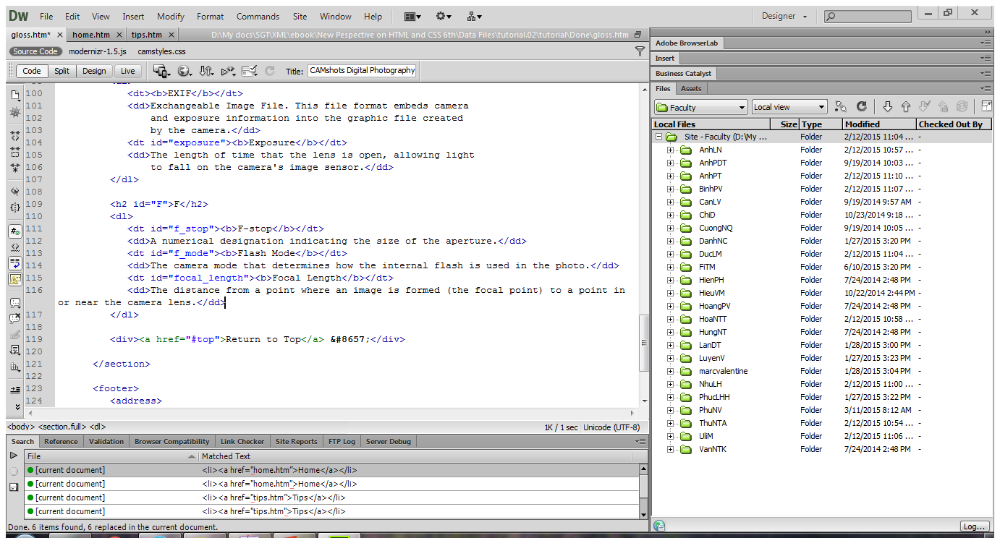 Dw File Edit View Insert Modify Format Commands Site Window Help Designer
gloss.htm* × home.htm × tips.htm × D:\My docs\SGT\XML\ebook\New Pespective on HTML and CSS 6th\Data Files\tutorial.02\tutorial\Done\gloss.htm
Source Code modernizr-1.5.js camstyles.css
Code Split Design Live Title: CAMshots Digital Photography
100 <dt><b>EXIF</b></dt>
101 <dd>Exchangeable Image File. This file format embeds camera
102 and exposure information into the graphic file created
103 by the camera.</dd>
104 <dt id="exposure"><b>Exposure</b></dt>
105 <dd>The length of time that the lens is open, allowing light
106 to fall on the camera's image sensor.</dd>
107 </dl>
108
109 <h2 id="F">F</h2>
110 <dl>
111 <dt id="f_stop"><b>F-stop</b></dt>
112 <dd>A numerical designation indicating the size of the aperture.</dd>
113 <dt id="f_mode"><b>Flash Mode</b></dt>
114 <dd>The camera mode that determines how the internal flash is used in the photo.</dd>
115 <dt id="focal_length"><b>Focal Length</b></dt>
116 <dd>The distance from a point where an image is formed (the focal point) to a point in
or near the camera lens.</dd>
117 </dl>
118
119 <div><a href="#top">Return to Top</a> &#8657;</div>
120
121 </section>
122
123 <footer>
124 <address>
<body> <section.full> <dl> 1K / 1 sec Unicode (UTF-8)
Search Reference Validation Browser Compatibility Link Checker Site Reports FTP Log Server Debug
File Matched Text
[current document] <li><a href="home.htm">Home</a></li>
[current document] <li><a href="home.htm">Home</a></li>
[current document] <li><a href="tips.htm">Tips</a></li>
[current document] <li><a href="tips.htm">Tips</a></li>
Done. 6 items found, 6 replaced in the current document.
Adobe BrowserLab
Insert
Business Catalyst
Files Assets
Faculty Local view
Local Files Size Type Modified Checked Out By
Site - Faculty (D:\My ... Folder 2/12/2015 11:04 ... -
AnhLN Folder 2/12/2015 10:57 ... -
AnhPDT Folder 9/19/2014 10:03 ... -
AnhPT Folder 2/12/2015 11:10 ... -
BinhPV Folder 2/12/2015 11:07 ... -
CanLV Folder 9/19/2014 9:57 AM -
ChiD Folder 10/23/2014 9:18 ... -
CuongNQ Folder 9/19/2014 10:05 ... -
DanhNC Folder 1/27/2015 3:20 PM -
DucLM Folder 2/12/2015 11:04 ... -
FiTM Folder 6/10/2015 3:20 PM -
HienPH Folder 7/24/2014 2:48 PM -
HieuVM Folder 10/22/2014 2:44 PM -
HoangPV Folder 7/24/2014 2:48 PM -
HoaNTT Folder 2/12/2015 10:58 ... -
HungNT Folder 7/24/2014 2:48 PM -
LanDT Folder 1/28/2015 3:00 PM -
LuyenV Folder 1/27/2015 3:23 PM -
marcvalentine Folder 1/28/2015 3:04 PM -
NhuLH Folder 2/12/2015 11:00 ... -
PhucLHH Folder 1/27/2015 3:22 PM -
PhuNV Folder 3/11/2015 8:12 AM -
ThuNTA Folder 2/12/2015 10:54 ... -
UliM Folder 2/12/2015 11:06 ... -
VanNTK Folder 7/24/2014 2:48 PM -
Log...